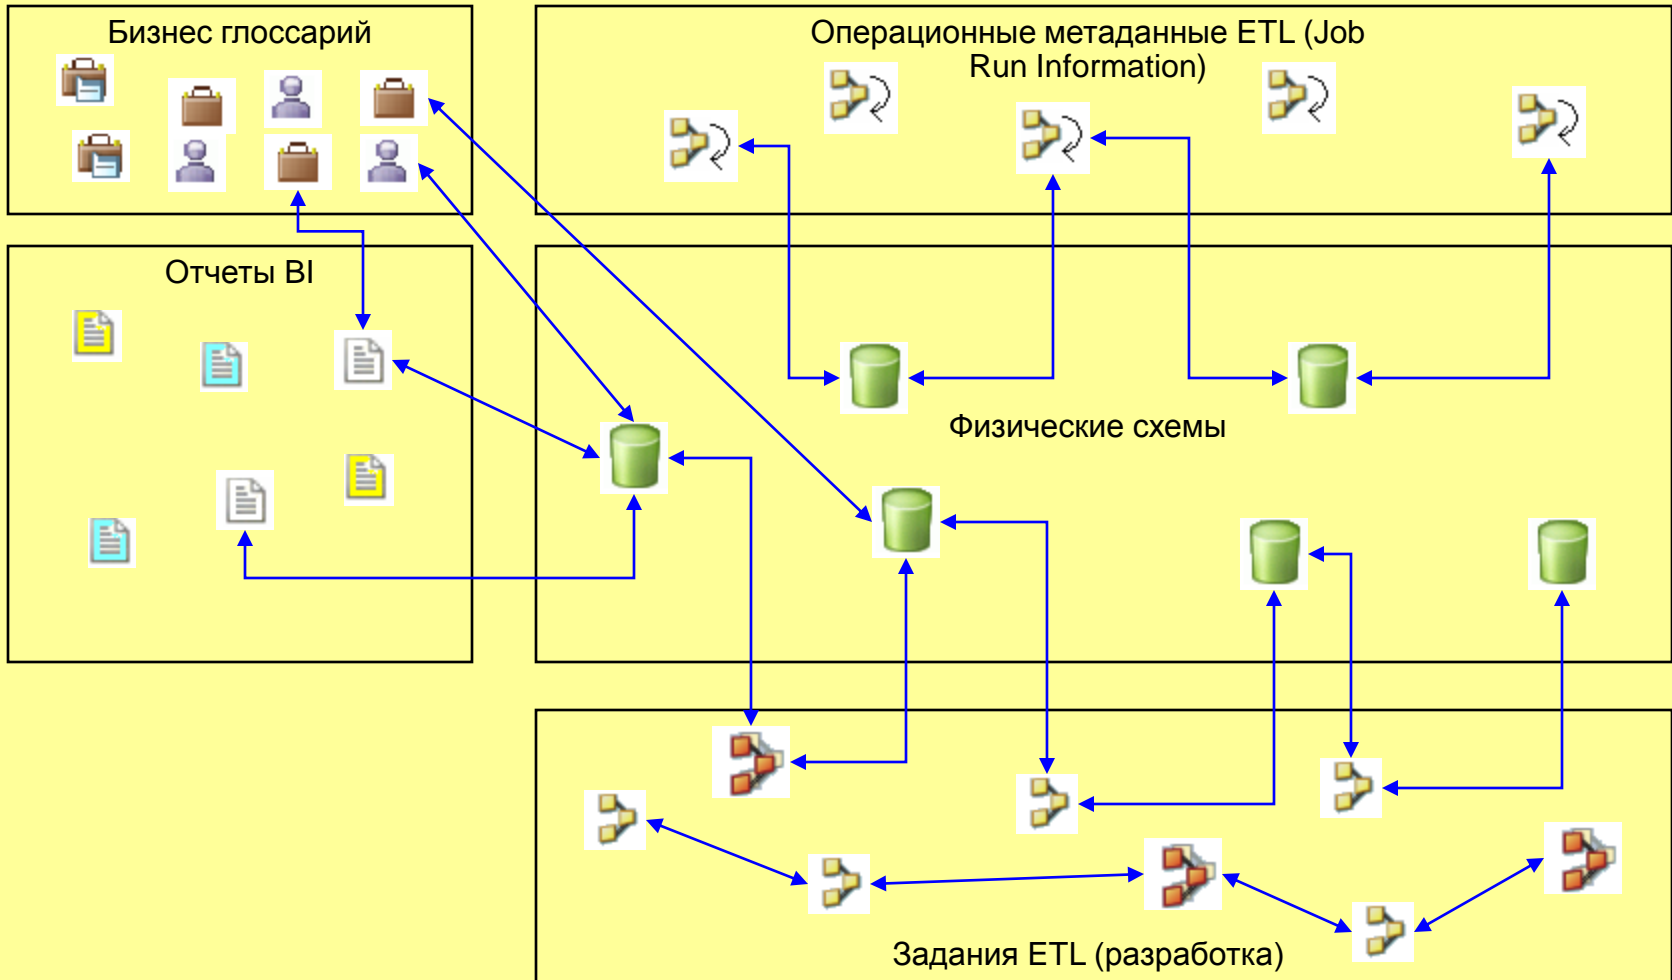 Бизнес глоссарий
Операционные метаданные ETL (Job
Run Information)
Отчеты BI
Физические схемы
Задания ETL (разработка)